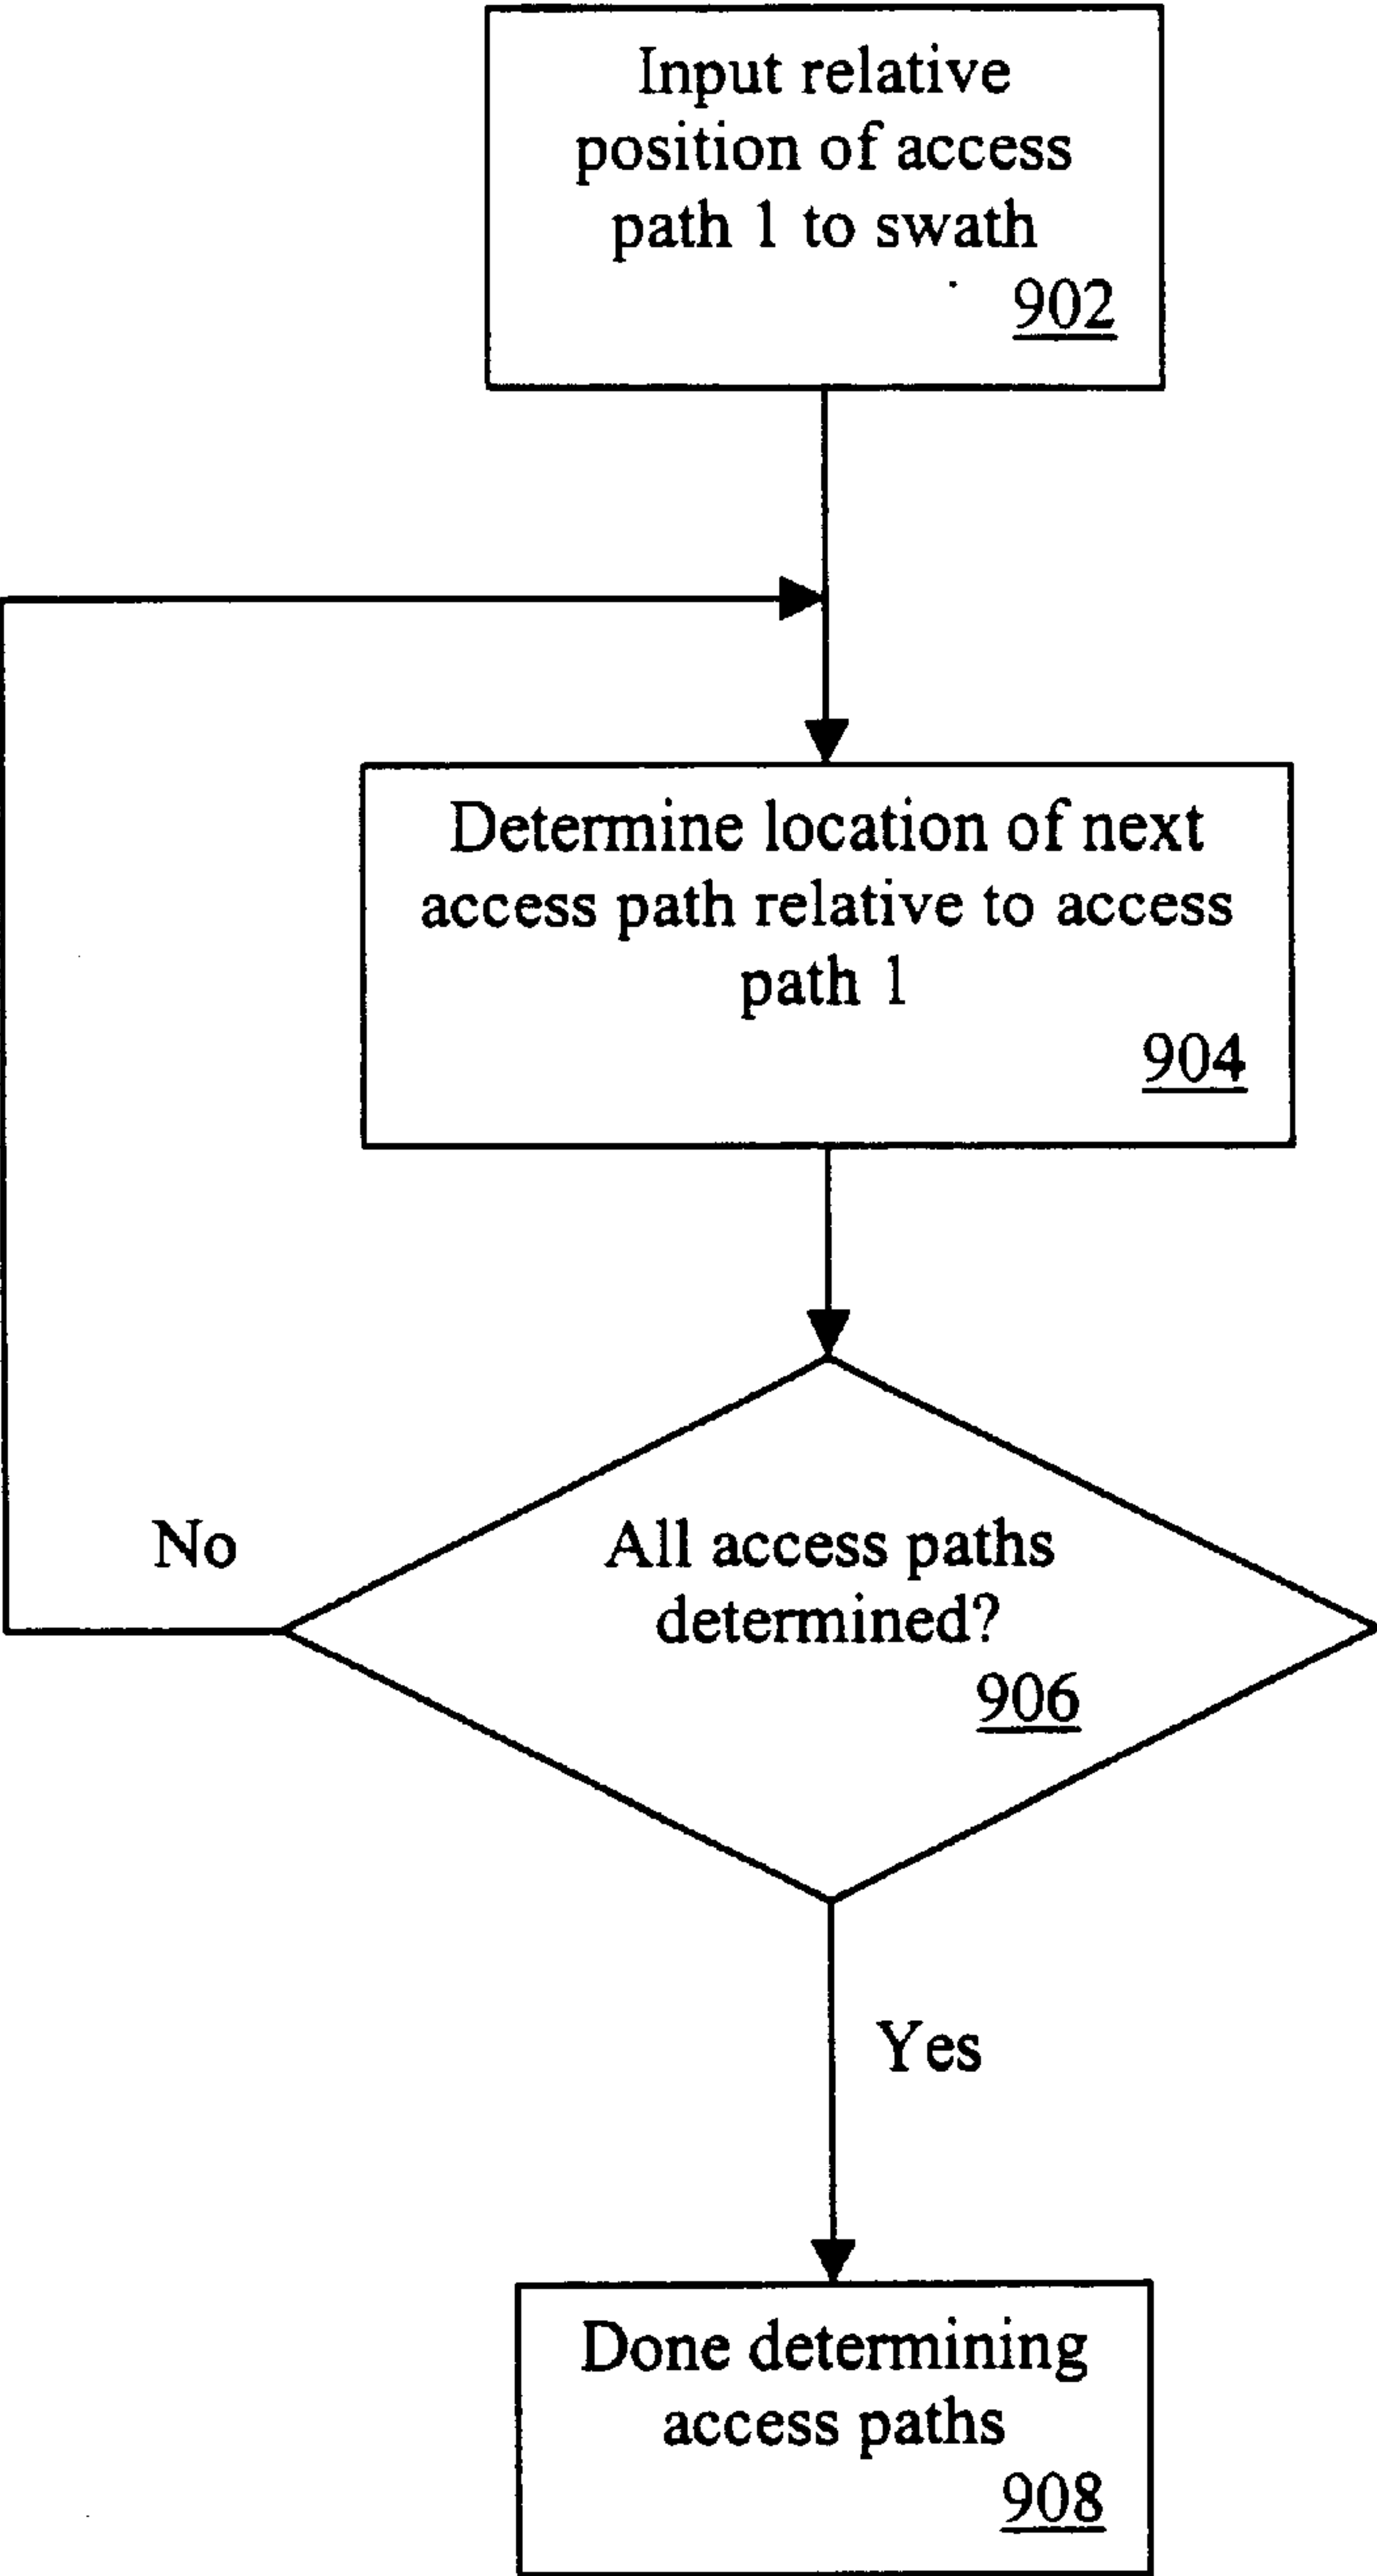 Input relative
position of access
path 1 to swath
902
Determine location of next
access path relative to access
path 1
904
No
All access paths
determined?
906
Yes
Done determining
access paths
908